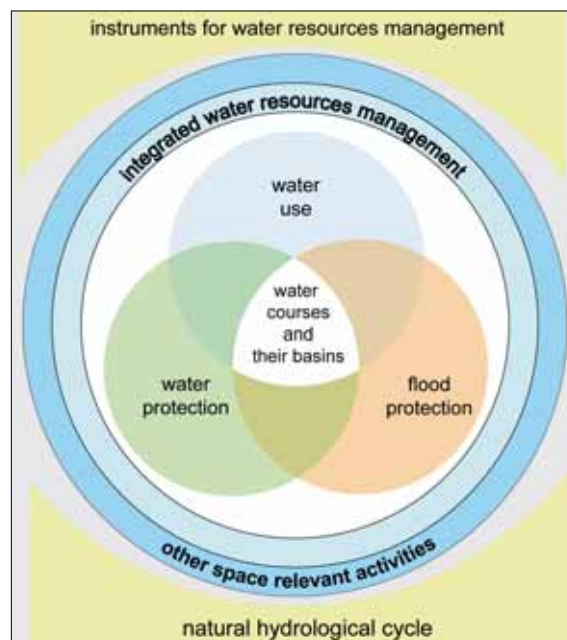 instruments for water resources management
integrated water resources management
water
use
water
courses
and
their basins
water
protection
flood
protection
other space relevant activities
natural hydrological cycle